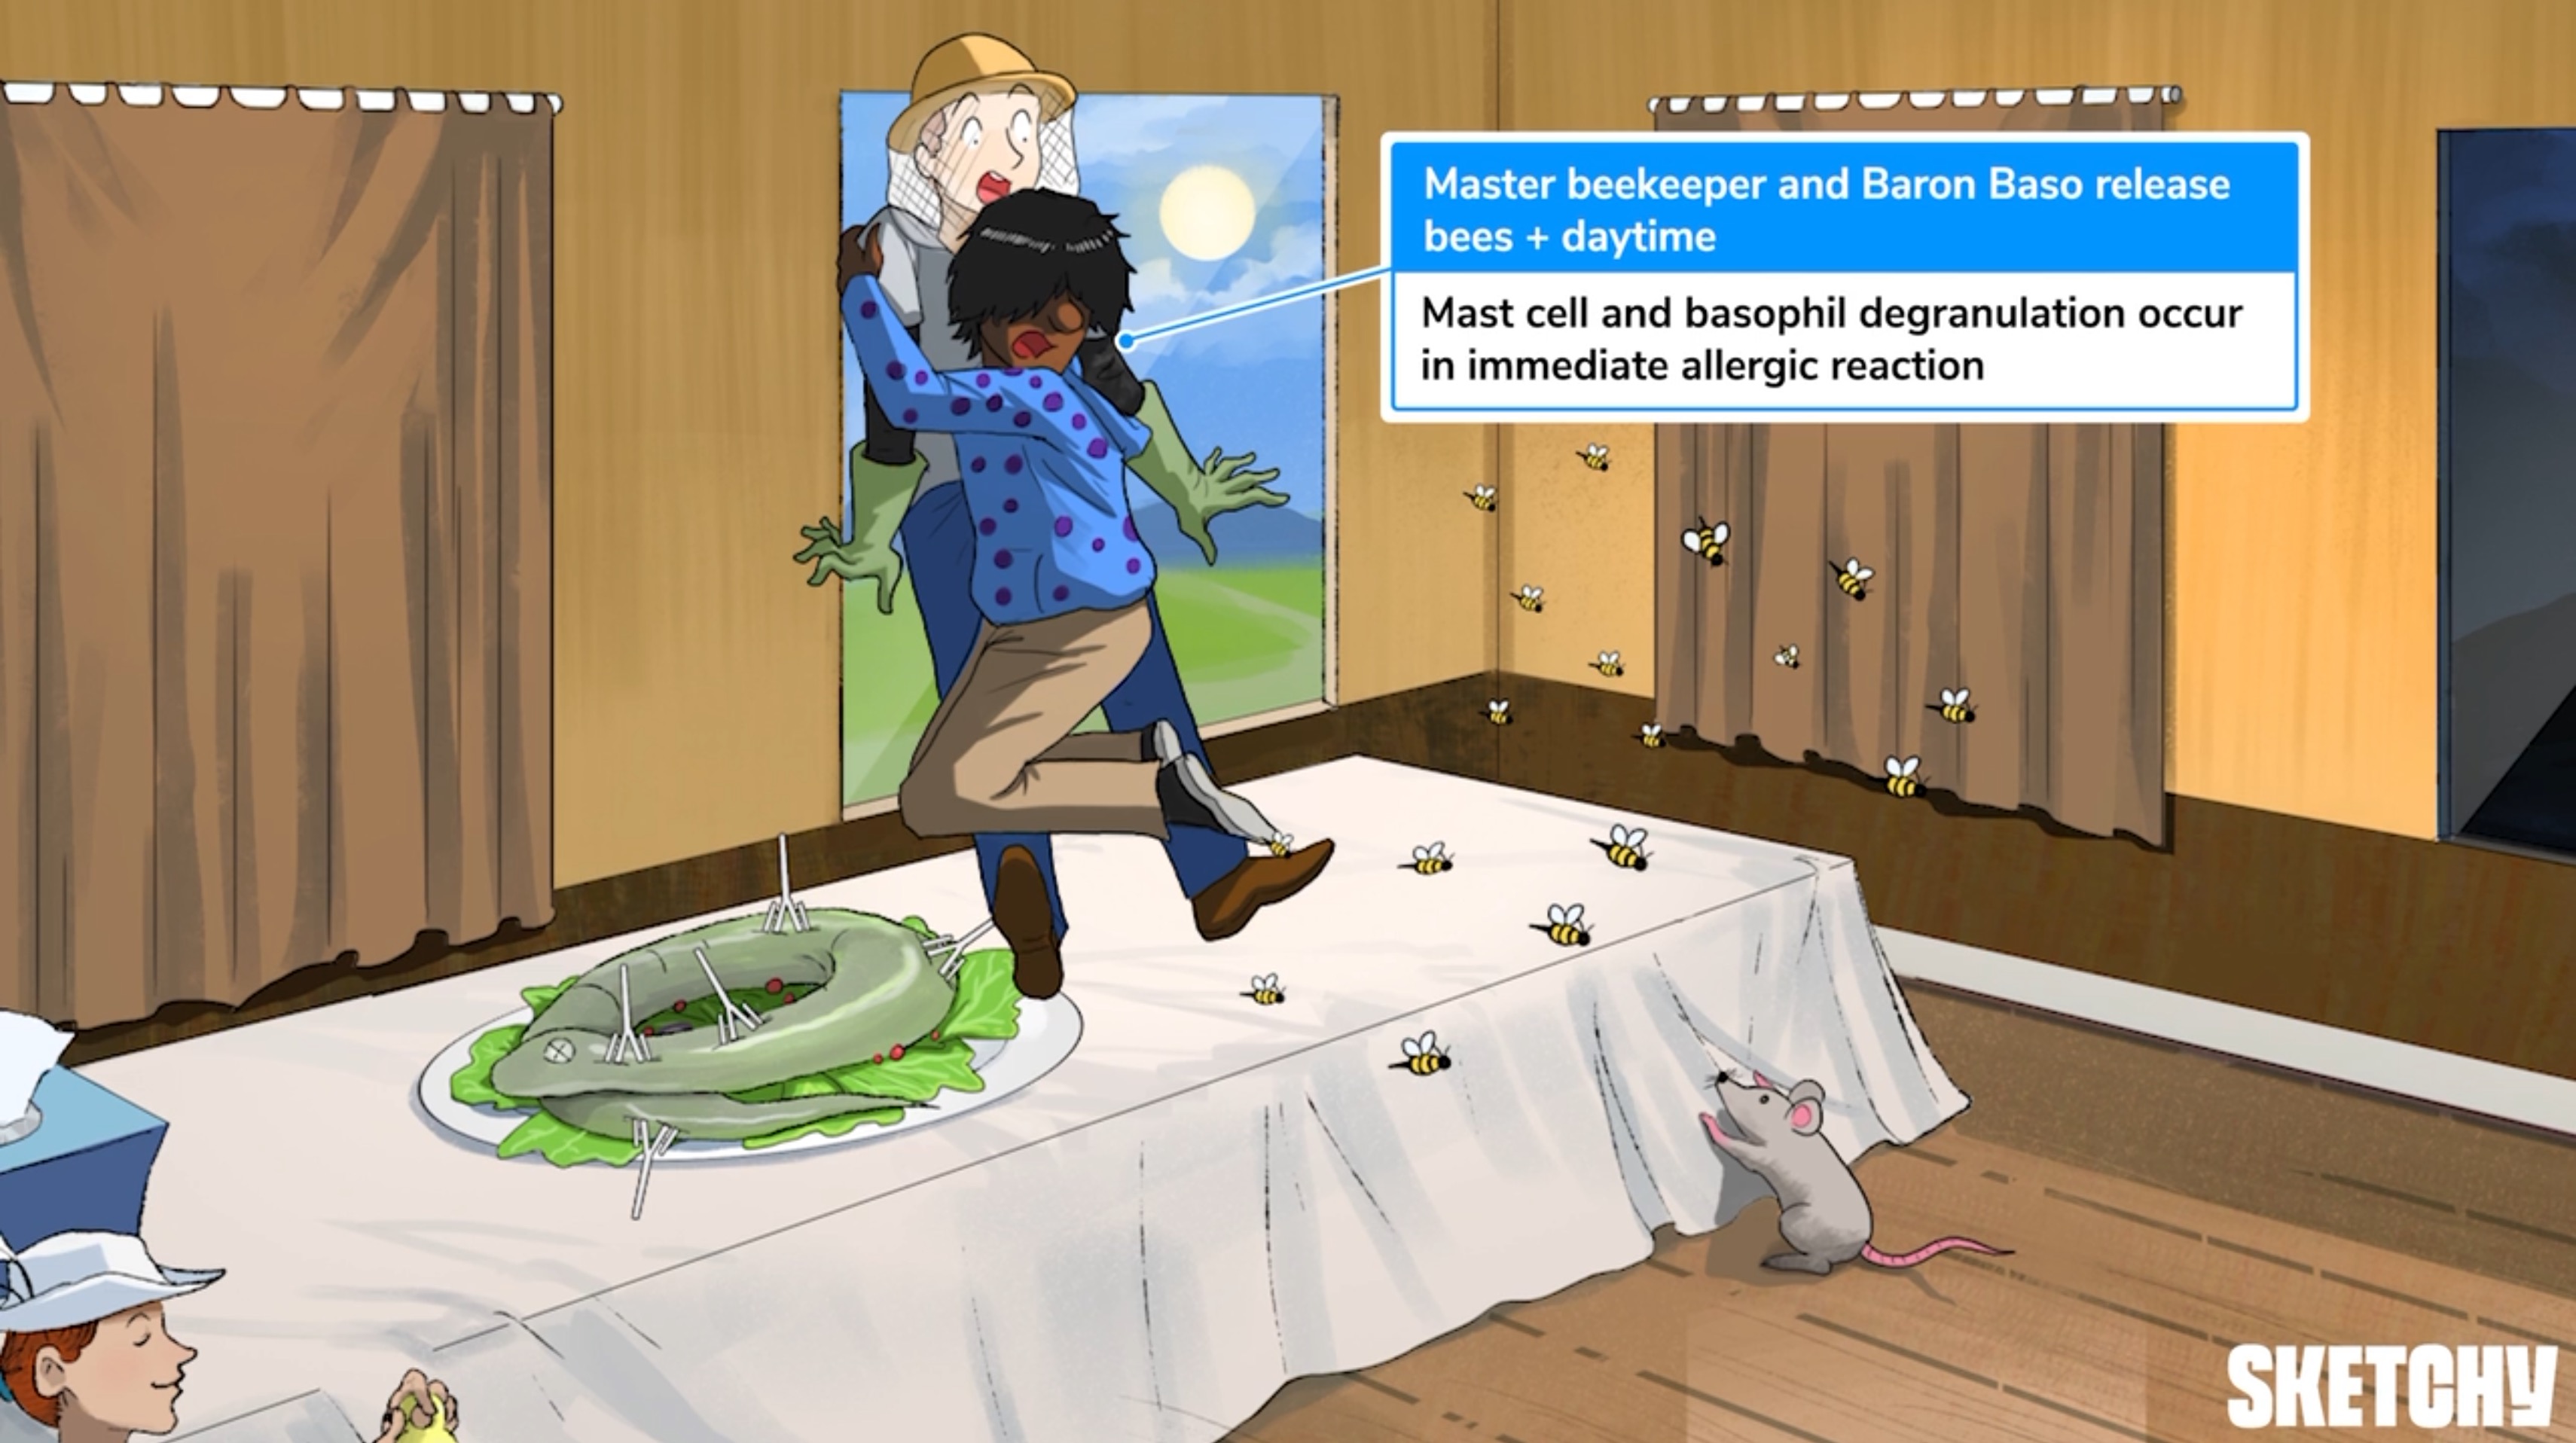 Master beekeeper and Baron Baso release
bees + daytime
Mast cell and basophil degranulation occur
in immediate allergic reaction
SKETCHY